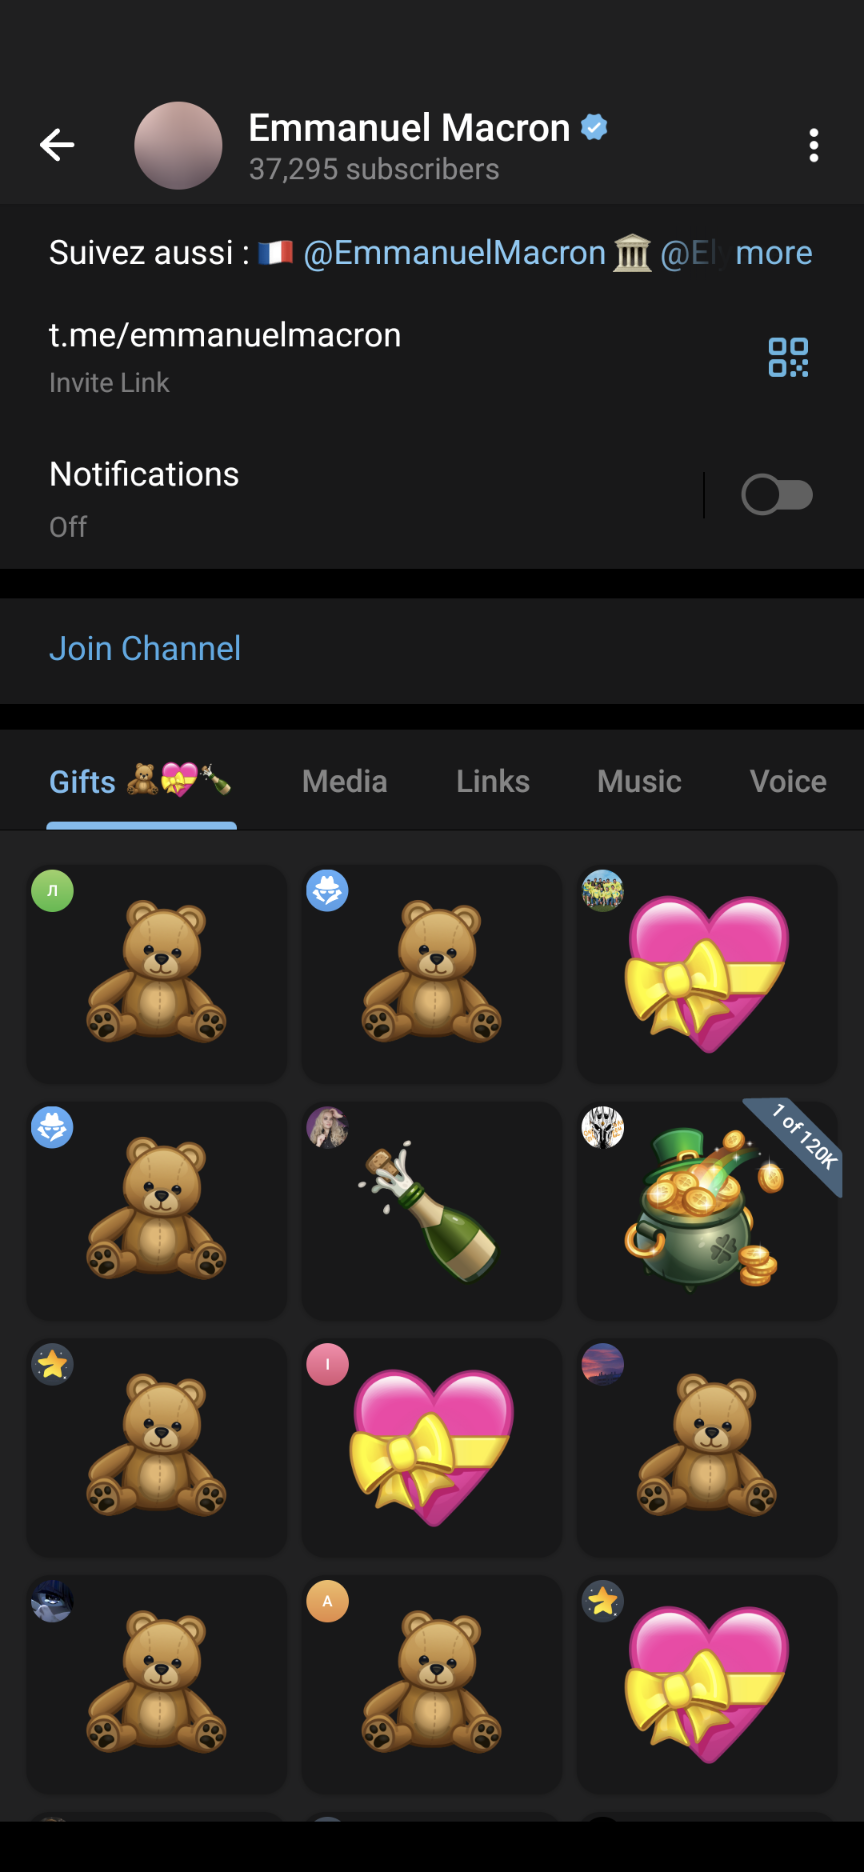 Emmanuel Macron
37,295 subscribers
Suivez aussi : 🇫🇷 @EmmanuelMacron 🏛 @El more
t.me/emmanuelmacron
Invite Link
Notifications
Off
Join Channel
Gifts 🧸💝🍾 Media Links Music Voice
Л
1 of 120K
I
A